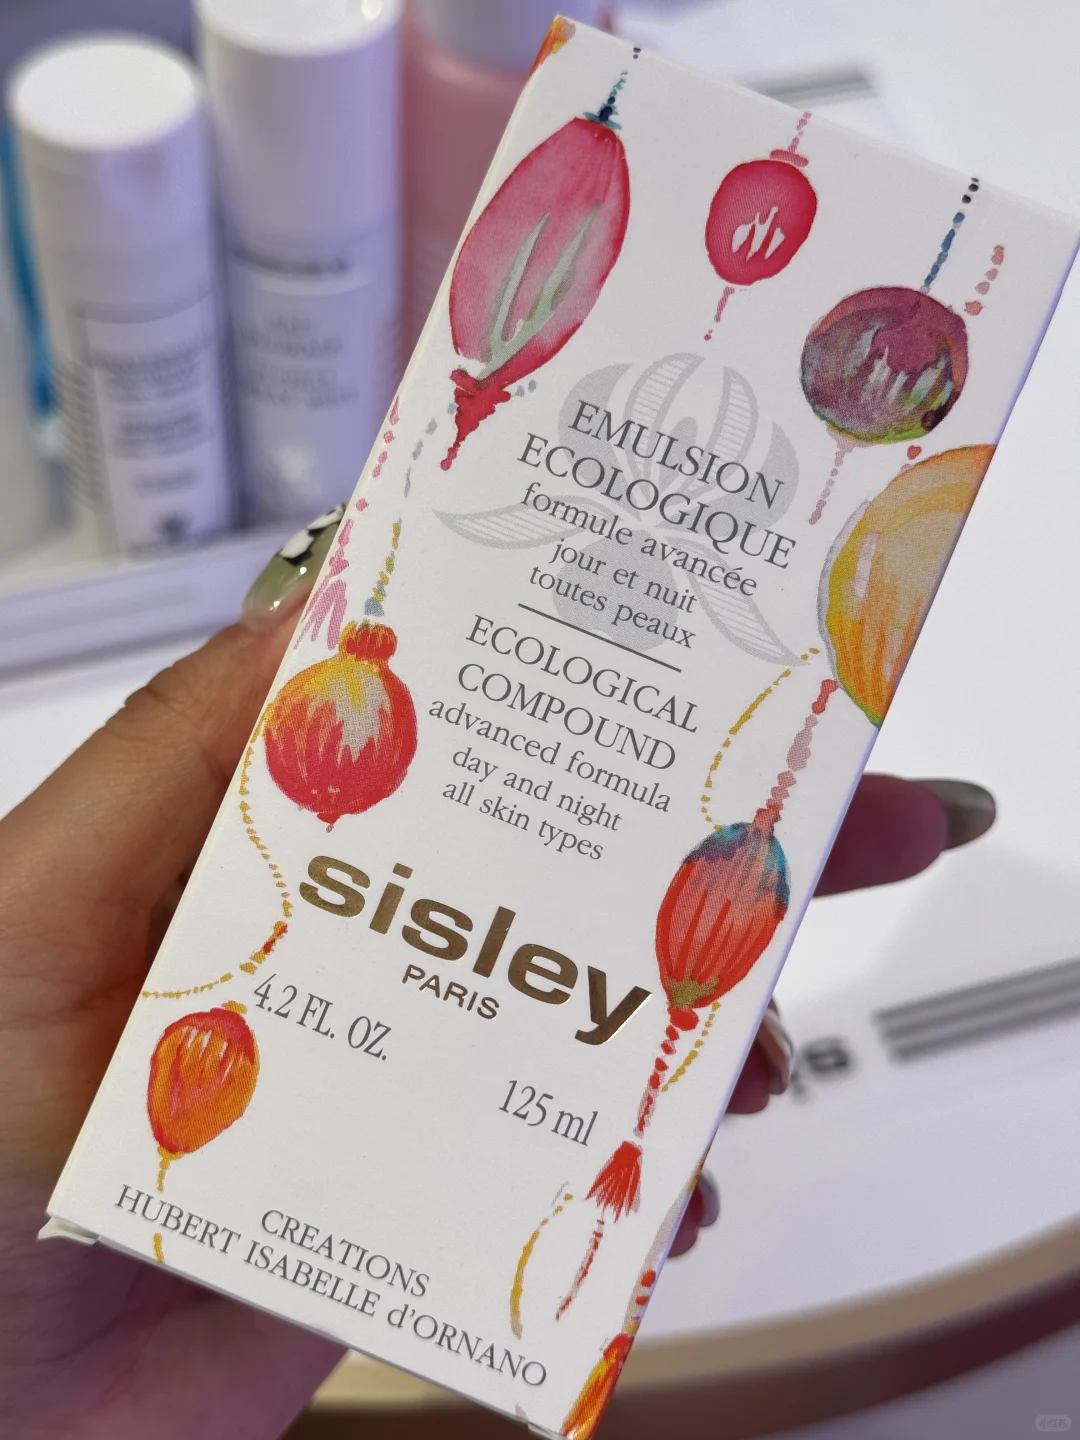 EMULSION
ECOLOGIQUE
formule avancée
jour et nuit
toutes peaux
ECOLOGICAL
COMPOUND
advanced formula
day and night
all skin types
sisley
PARIS
4.2 FL. OZ.
125 ml
CREATIONS
HUBERT ISABELLE d'ORNANO